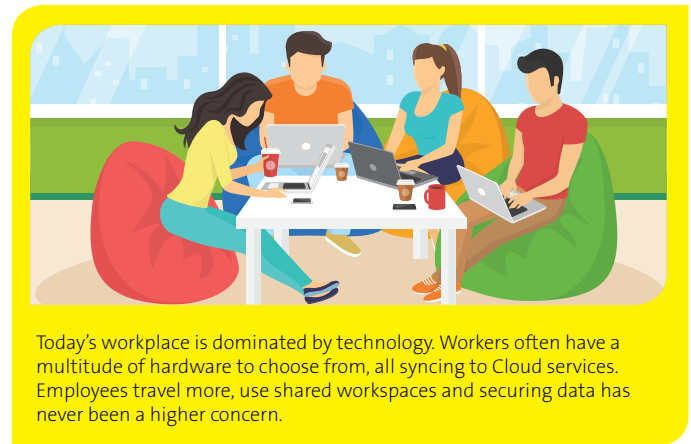 Today’s workplace is dominated by technology. Workers often have a
multitude of hardware to choose from, all syncing to Cloud services.
Employees travel more, use shared workspaces and securing data has
never been a higher concern.